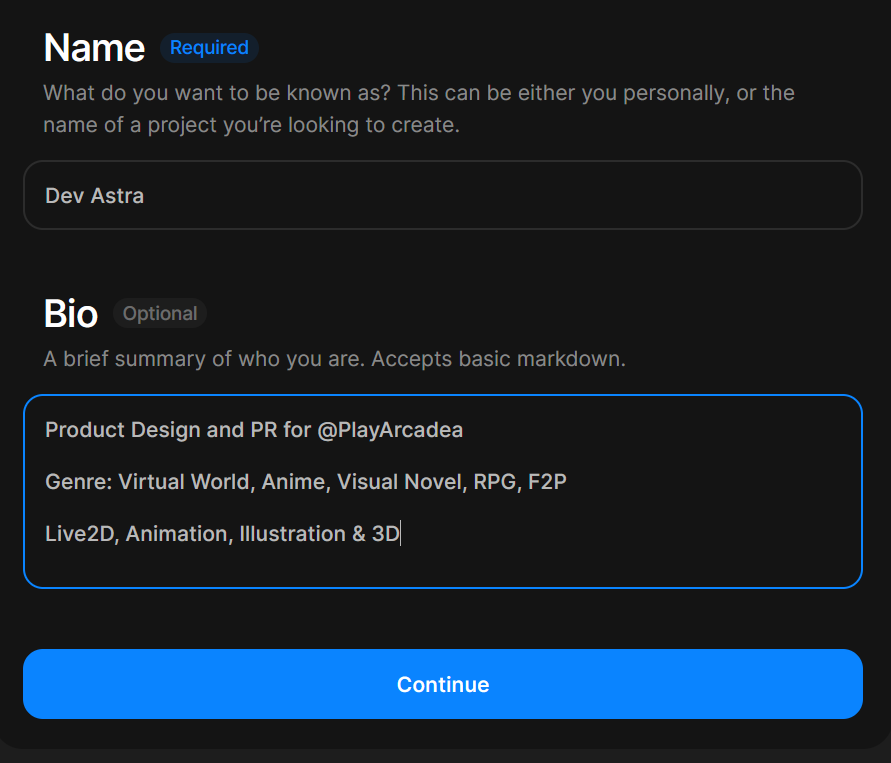 Name Required
What do you want to be known as? This can be either you personally, or the
name of a project you’re looking to create.
Dev Astra
Bio Optional
A brief summary of who you are. Accepts basic markdown.
Product Design and PR for @PlayArcadea
Genre: Virtual World, Anime, Visual Novel, RPG, F2P
Live2D, Animation, Illustration & 3D
Continue